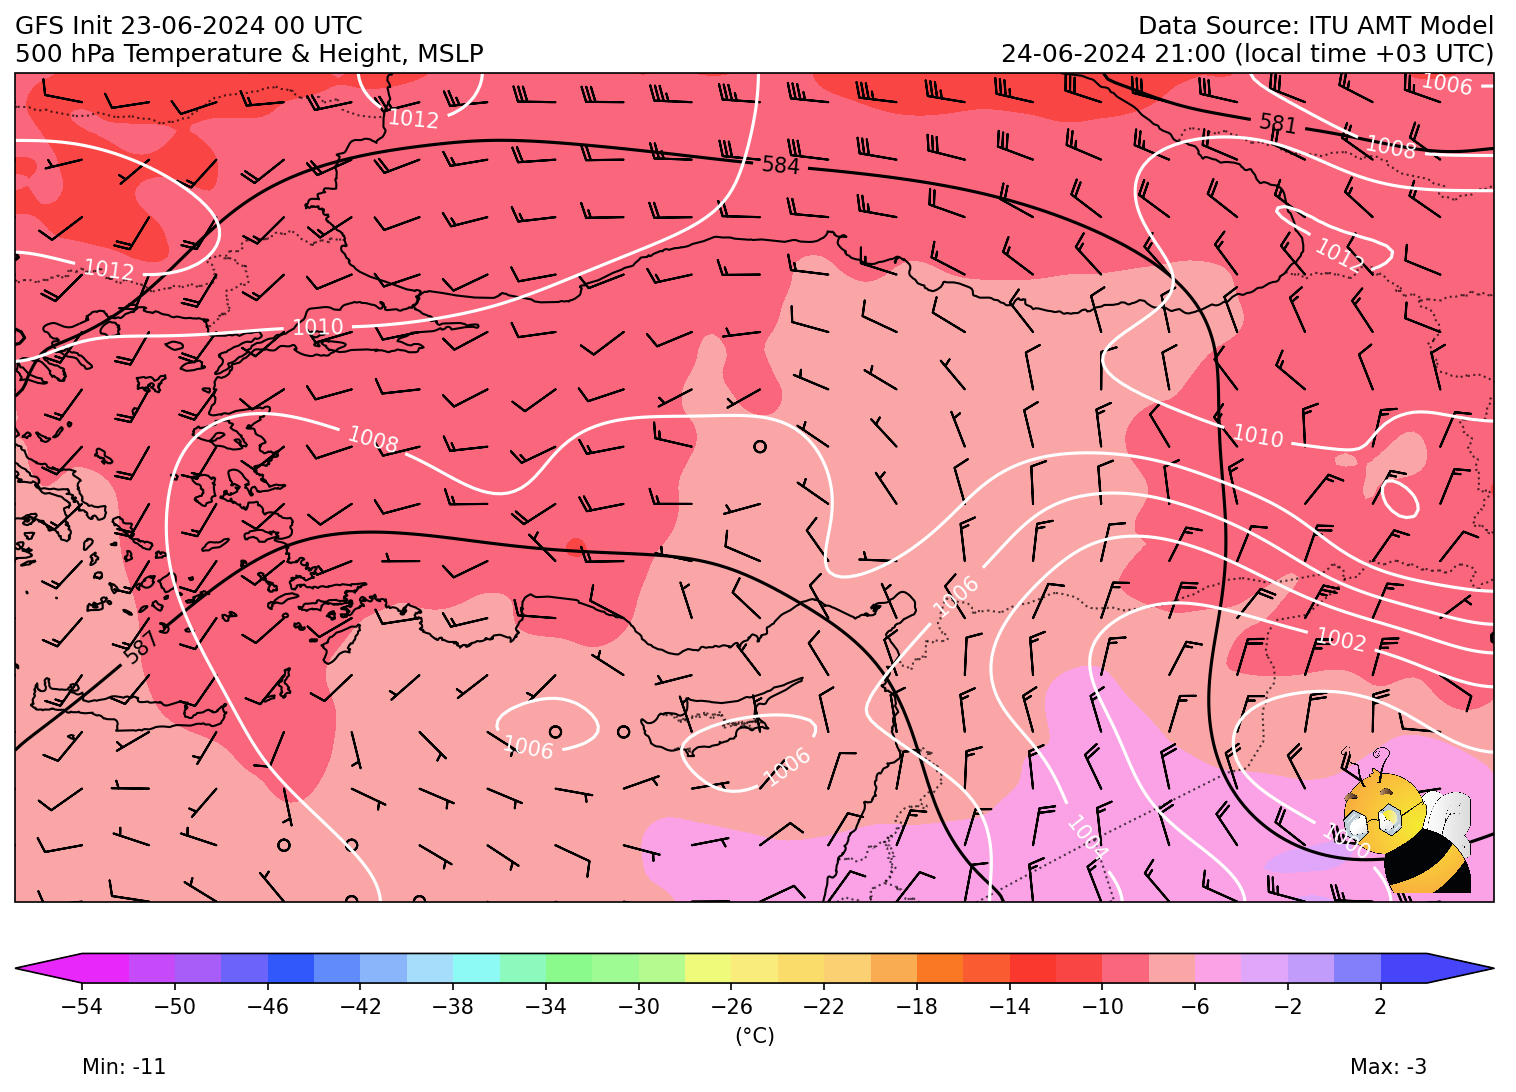 GFS Init 23-06-2024 00 UTC
Data Source: ITU AMT Model
500 hPa Temperature & Height, MSLP
24-06-2024 21:00 (local time +03 UTC)
1006
1012
581
1008
584
1012
1012
1010
1008
1010
1006
1002
587
1006
1006
1004
1000
−54 −50 −46 −42 −38 −34 −30 −26 −22 −18 −14 −10 −6 −2 2
(°C)
Min: -11
Max: -3